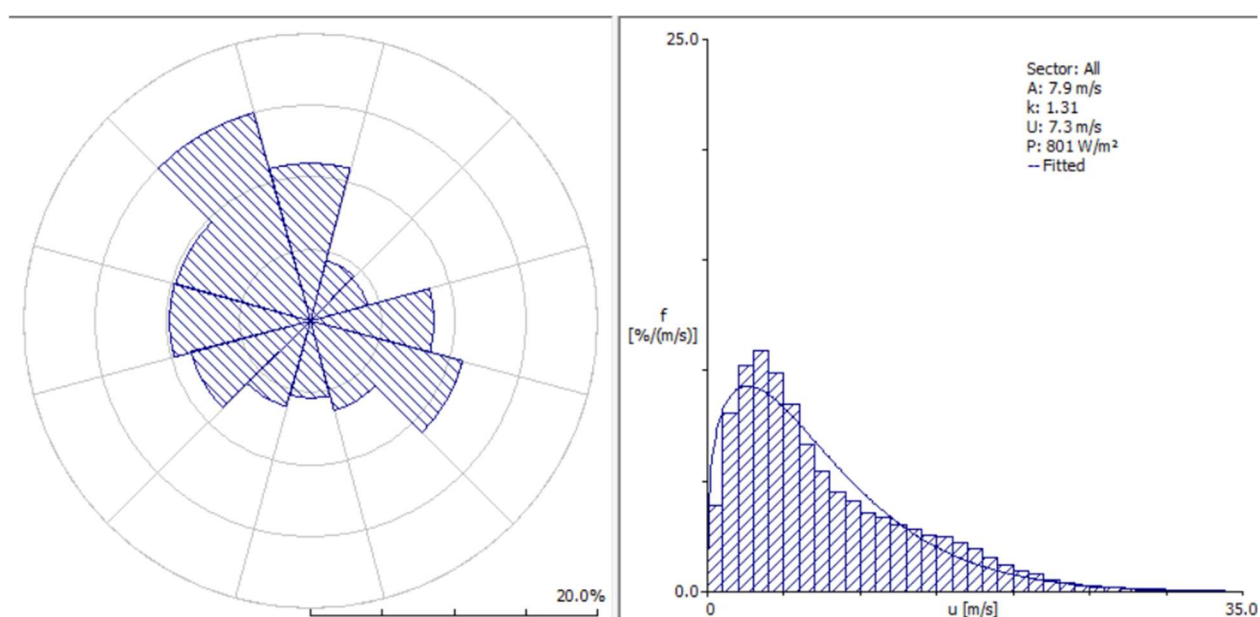 20.0%
25.0
Sector: All
A: 7.9 m/s
k: 1.31
U: 7.3 m/s
P: 801 W/m²
-- Fitted
f
[%/(m/s)]
0.0
0
u [m/s]
35.0